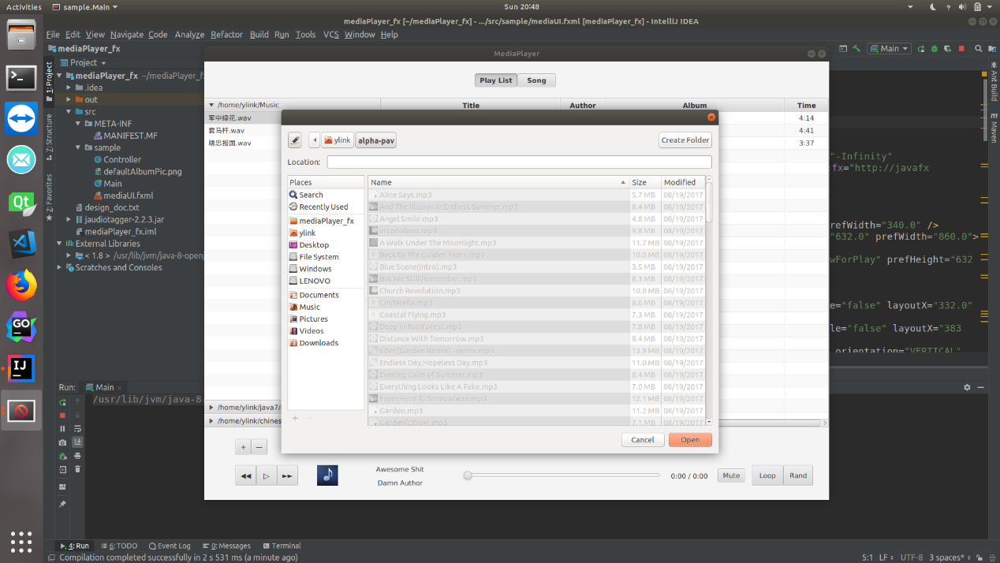 Activities
sample.Main
Sun 20:48
mediaPlayer_fx [~/mediaPlayer_fx] - .../src/sample/mediaUI.fxml [mediaPlayer_fx] - IntelliJ IDEA
File Edit View Navigate Code Analyze Refactor Build Run Tools VCS Window Help
mediaPlayer_fx
Main
1: Project
7: Structure
2: Favorites
Project
mediaPlayer_fx ~/mediaPlayer_f
.idea
out
src
META-INF
MANIFEST.MF
sample
Controller
defaultAlbumPic.png
Main
mediaUI.fxml
design_doc.txt
jaudiotagger-2.2.3.jar
mediaPlayer_fx.iml
External Libraries
< 1.8 > /usr/lib/jvm/java-8-openj
Scratches and Consoles
MediaPlayer
Play List Song
/home/ylink/Music Title Author Album Time
军中绿花.wav 4:14
套马杆.wav 4:41
精忠报国.wav 3:37
/home/ylink/java7/
/home/ylink/chines
ylink alpha-pav Create Folder
Location:
Places
Search
Recently Used
mediaPlayer_fx
ylink
Desktop
File System
Windows
LENOVO
Documents
Music
Pictures
Videos
Downloads
Name Size Modified
Alice Says.mp3 5.7 MB 08/19/2017
And The Illusion In Endless Summer.mp3 8.4 MB 08/19/2017
Angel Smile.mp3 4.8 MB 08/19/2017
arcobaleno.mp3 9.8 MB 08/19/2017
A Walk Under The Moonlight.mp3 11.7 MB 08/19/2017
Back to The Golden Yeers.mp3 10.0 MB 08/19/2017
Blue Scene(Intro).mp3 3.5 MB 08/19/2017
But We Still Remember.mp3 8.3 MB 08/19/2017
Church Revolution.mp3 10.0 MB 08/19/2017
Cinderella.mp3 8.6 MB 08/19/2017
Coastal Flying.mp3 7.3 MB 08/19/2017
Deep In Rainforest.mp3 7.8 MB 08/19/2017
Distance With Tomorrow.mp3 8.4 MB 08/19/2017
Eden(Garden Remix) -remix.mp3 13.9 MB 08/19/2017
Endless Day,Hopeless Day.mp3 11.0 MB 08/19/2017
Evening Calm of Summer.mp3 8.4 MB 08/19/2017
Everything Looks Like A Fake.mp3 7.0 MB 08/19/2017
From Here To Somewhere.mp3 12.1 MB 08/19/2017
Garden.mp3 11.2 MB 08/19/2017
Garden(Oboe).mp3 7.1 MB 08/19/2017
Cancel Open
+ −
Awesome Shit
Damn Author
0:00 / 0:00
Mute
Loop Rand
"-Infinity"
fx="http://javafx
refWidth="340.0" />
"632.0" prefWidth="860.0">
wForPlay" prefHeight="632
e="false" layoutX="332.0"
le="false" layoutX="383
orientation="VERTICAL"
Ant Build
Maven
Run: Main
/usr/lib/jvm/java-8
4: Run 6: TODO Event Log 0: Messages Terminal
Compilation completed successfully in 2 s 531 ms (a minute ago)
5:1 LF UTF-8 3 spaces*